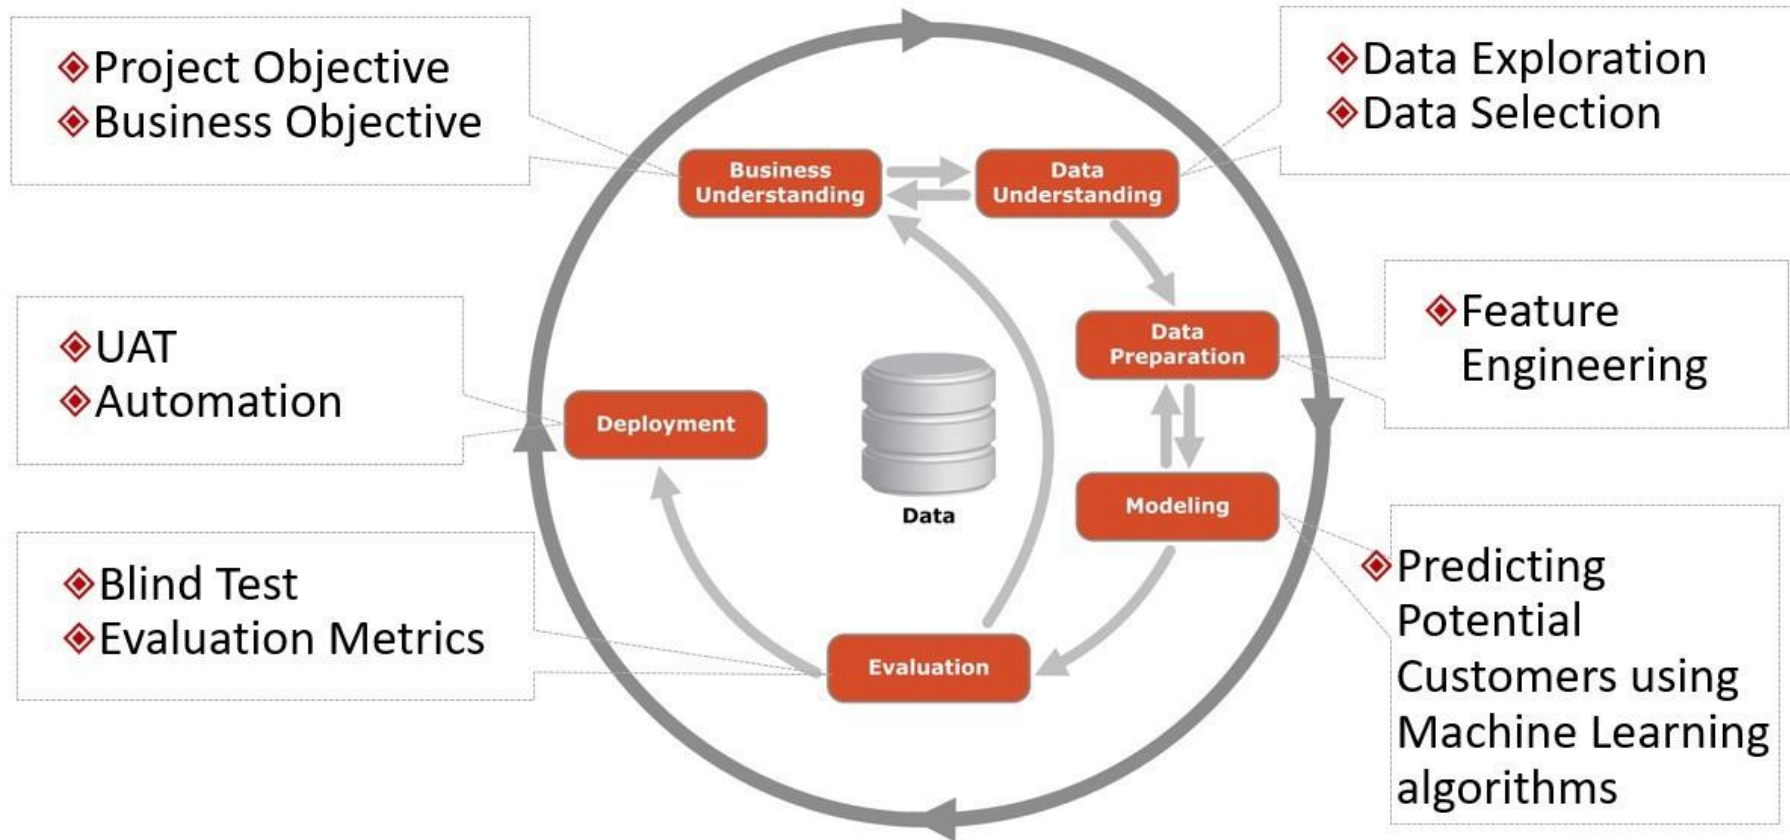 Project Objective
Business Objective
Data Exploration
Data Selection
Business
Understanding
Data
Understanding
UAT
Automation
Feature
Engineering
Data
Preparation
Deployment
Data
Modeling
Blind Test
Evaluation Metrics
Evaluation
Predicting
Potential
Customers using
Machine Learning
algorithms